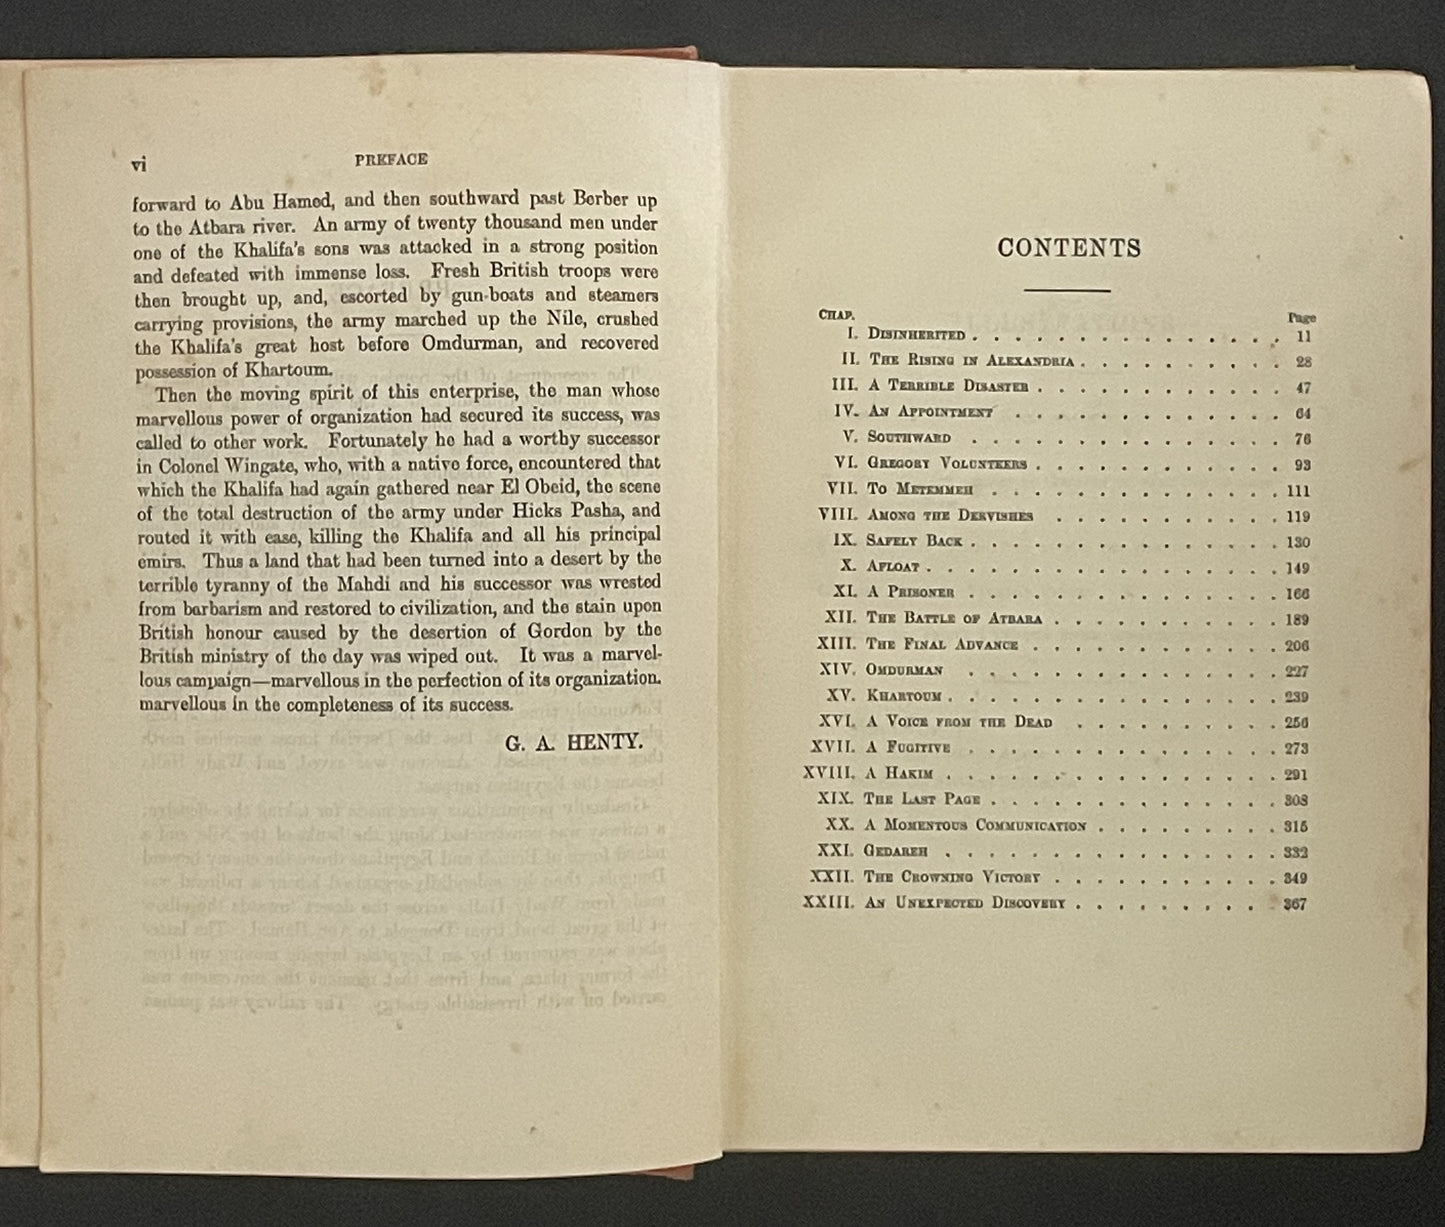 vi
PREFACE
forward to Abu Hamed, and then southward past Berber up
to the Atbara river. An army of twenty thousand men under
one of the Khalifa's sons was attacked in a strong position
and defeated with immense loss. Fresh British troops were
then brought up, and, escorted by gun-boats and steamers
carrying provisions, the army marched up the Nile, crushed
the Khalifa's great host before Omdurman, and recovered
possession of Khartoum.
Then the moving spirit of this enterprise, the man whose
marvellous power of organization had secured its success, was
called to other work. Fortunately he had a worthy successor
in Colonel Wingate, who, with a native force, encountered that
which the Khalifa had again gathered near El Obeid, the scene
of the total destruction of the army under Hicks Pasha, and
routed it with ease, killing the Khalifa and all his principal
emirs. Thus a land that had been turned into a desert by the
terrible tyranny of the Mahdi and his successor was wrested
from barbarism and restored to civilization, and the stain upon
British honour caused by the desertion of Gordon by the
British ministry of the day was wiped out. It was a marvel-
lous campaign—marvellous in the perfection of its organization.
marvellous in the completeness of its success.
G. A. HENTY.
CONTENTS
CHAP. Page
I. DISINHERITED . . . . . . . . . . . . . . 11
II. THE RISING IN ALEXANDRIA . . . . . . . . . 28
III. A TERRIBLE DISASTER . . . . . . . . . . . 47
IV. AN APPOINTMENT . . . . . . . . . . . . 64
V. SOUTHWARD . . . . . . . . . . . . . . 76
VI. GREGORY VOLUNTEERS . . . . . . . . . . . 93
VII. TO METEMMEH . . . . . . . . . . . . . 111
VIII. AMONG THE DERVISHES . . . . . . . . . . 119
IX. SAFELY BACK . . . . . . . . . . . . . . 130
X. AFLOAT . . . . . . . . . . . . . . . . 149
XI. A PRISONER . . . . . . . . . . . . . . 166
XII. THE BATTLE OF ATBARA . . . . . . . . . . 189
XIII. THE FINAL ADVANCE . . . . . . . . . . . 206
XIV. OMDURMAN . . . . . . . . . . . . . . 227
XV. KHARTOUM . . . . . . . . . . . . . . . 239
XVI. A VOICE FROM THE DEAD . . . . . . . . . 256
XVII. A FUGITIVE . . . . . . . . . . . . . . 273
XVIII. A HAKIM . . . . . . . . . . . . . . . 291
XIX. THE LAST PAGE . . . . . . . . . . . . . 308
XX. A MOMENTOUS COMMUNICATION . . . . . . . . 315
XXI. GEDAREH . . . . . . . . . . . . . . . 332
XXII. THE CROWNING VICTORY . . . . . . . . . . 349
XXIII. AN UNEXPECTED DISCOVERY . . . . . . . . . 367